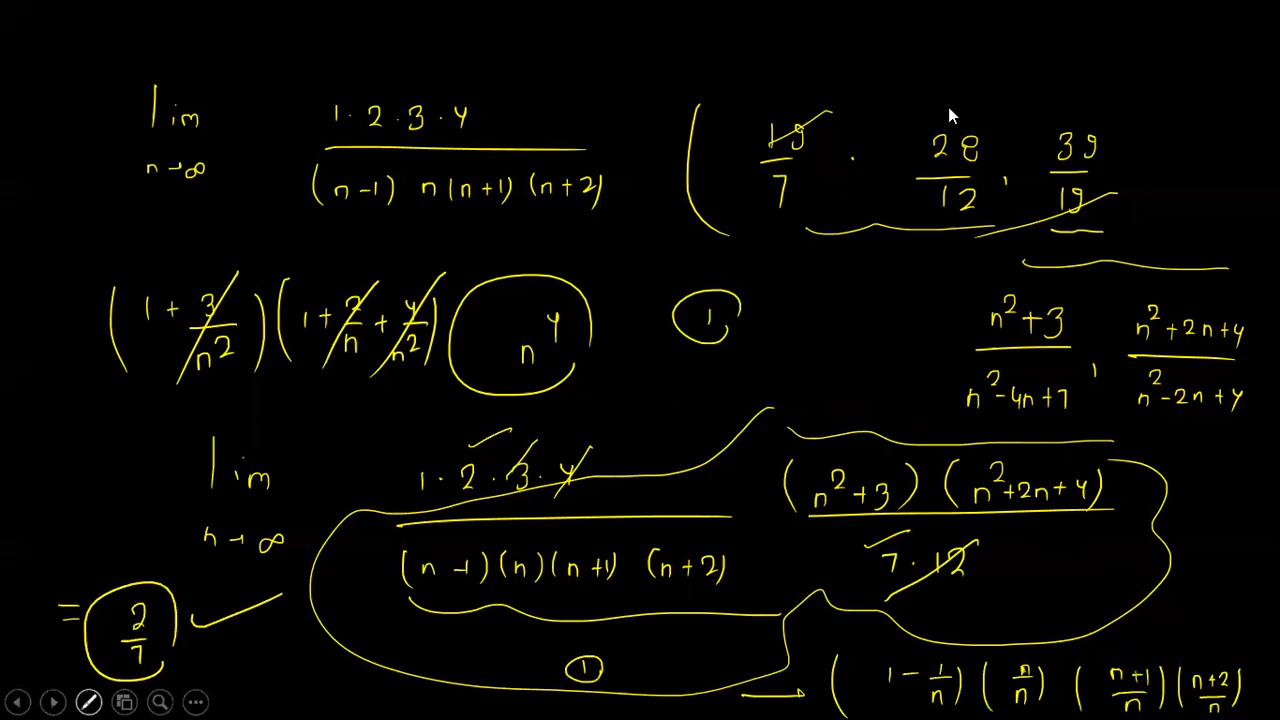 lim n→∞ (1·2·3·4)/((n-1) n(n+1) (n+2)) ( 19/7 · 28/12 , 39/19
(1 + 3/n²)(1 + 2/n + 4/n²) n⁴ 1 (n²+3)/(n²-4n+7) , (n²+2n+4)/(n²-2n+4)
lim n→∞ (1·2·3·4)/((n-1)(n)(n+1) (n+2)) (n²+3)(n²+2n+4)/(7·12)
= 2/7
1 → (1-1/n)(n/n)((n+1)/n)((n+2)/n)